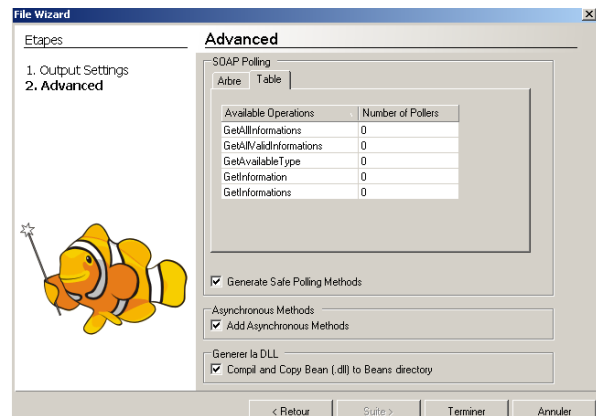 File Wizard
Etapes
1. Output Settings
2. Advanced
Advanced
SOAP Polling
Arbre Table
Available Operations Number of Pollers
GetAllInformations 0
GetAllValidInformations 0
GetAvailableType 0
GetInformation 0
GetInformations 0
Generate Safe Polling Methods
Asynchronous Methods
Add Asynchronous Methods
Generer la DLL
Compil and Copy Bean (.dll) to Beans directory
< Retour Suite > Terminer Annuler